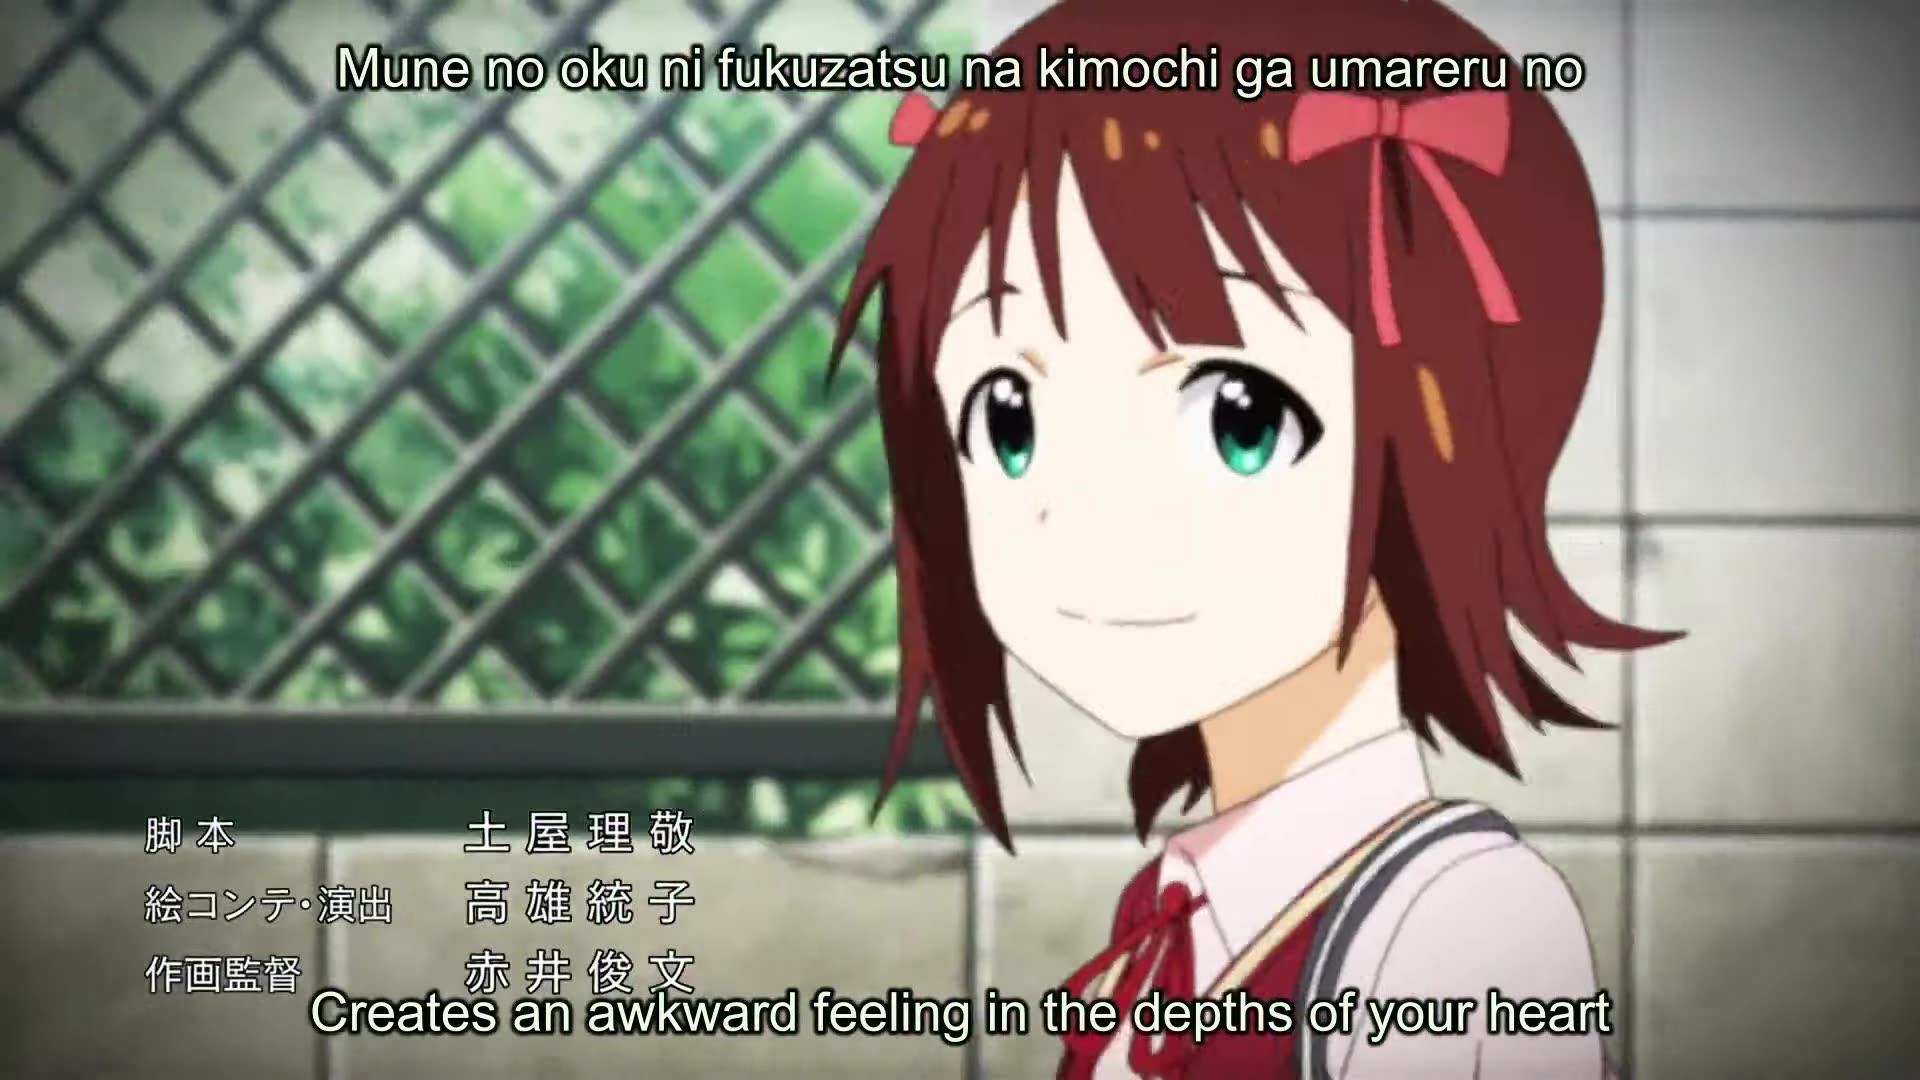 Mune no oku ni fukuzatsu na kimochi ga umareru no
脚本 土屋理敬
絵コンテ・演出 高雄統子
作画監督 赤井俊文
Creates an awkward feeling in the depths of your heart